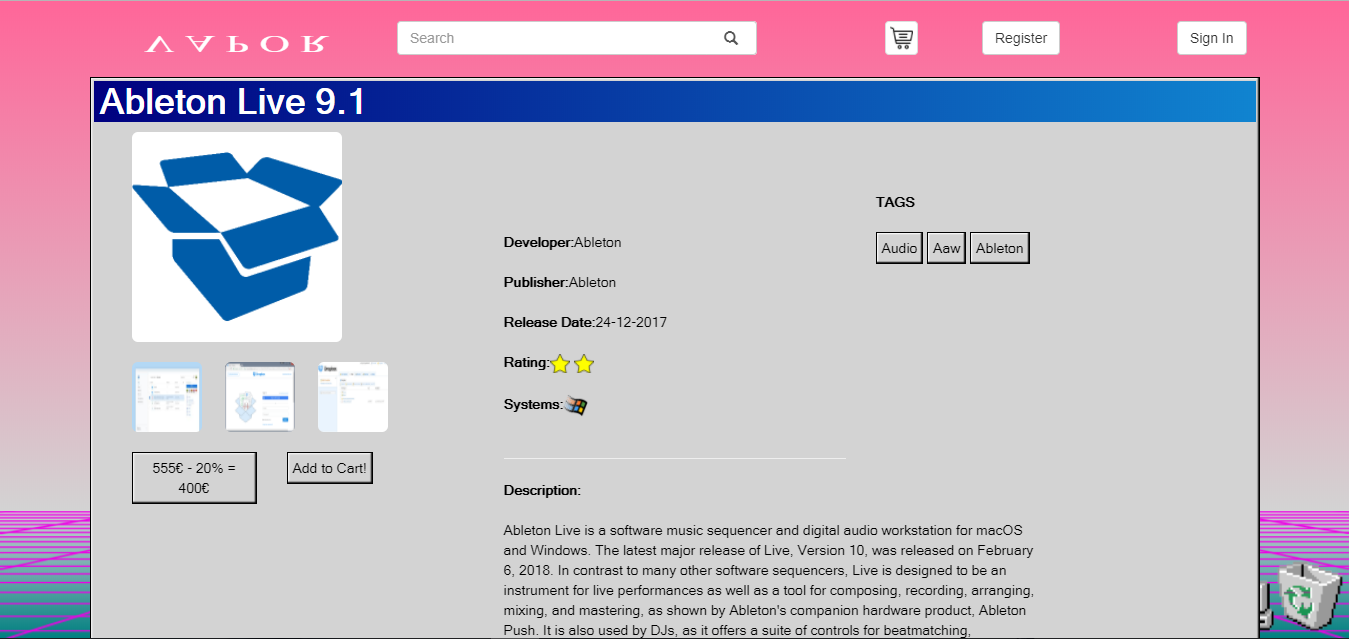 VAPOR
Search
Register
Sign In
Ableton Live 9.1
TAGS
Audio
Aaw
Ableton
Developer:Ableton
Publisher:Ableton
Release Date:24-12-2017
Rating:
Systems:
555€ - 20% =
400€
Add to Cart!
Description:
Ableton Live is a software music sequencer and digital audio workstation for macOS
and Windows. The latest major release of Live, Version 10, was released on February
6, 2018. In contrast to many other software sequencers, Live is designed to be an
instrument for live performances as well as a tool for composing, recording, arranging,
mixing, and mastering, as shown by Ableton's companion hardware product, Ableton
Push. It is also used by DJs, as it offers a suite of controls for beatmatching,